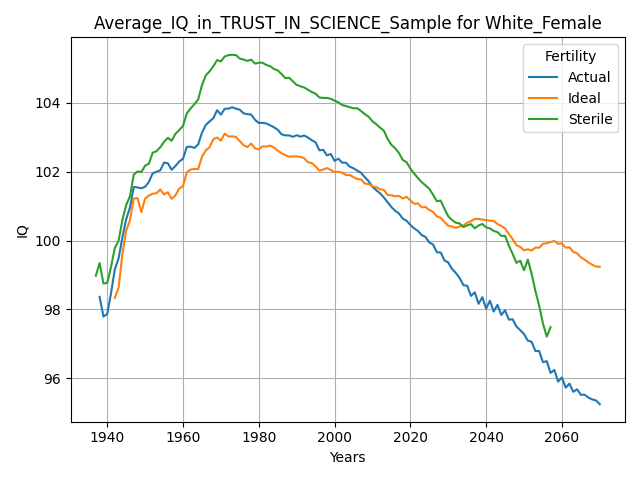 Average_IQ_in_TRUST_IN_SCIENCE_Sample for White_Female
Fertility
Actual
Ideal
Sterile
IQ
104
102
100
98
96
1940 1960 1980 2000 2020 2040 2060
Years